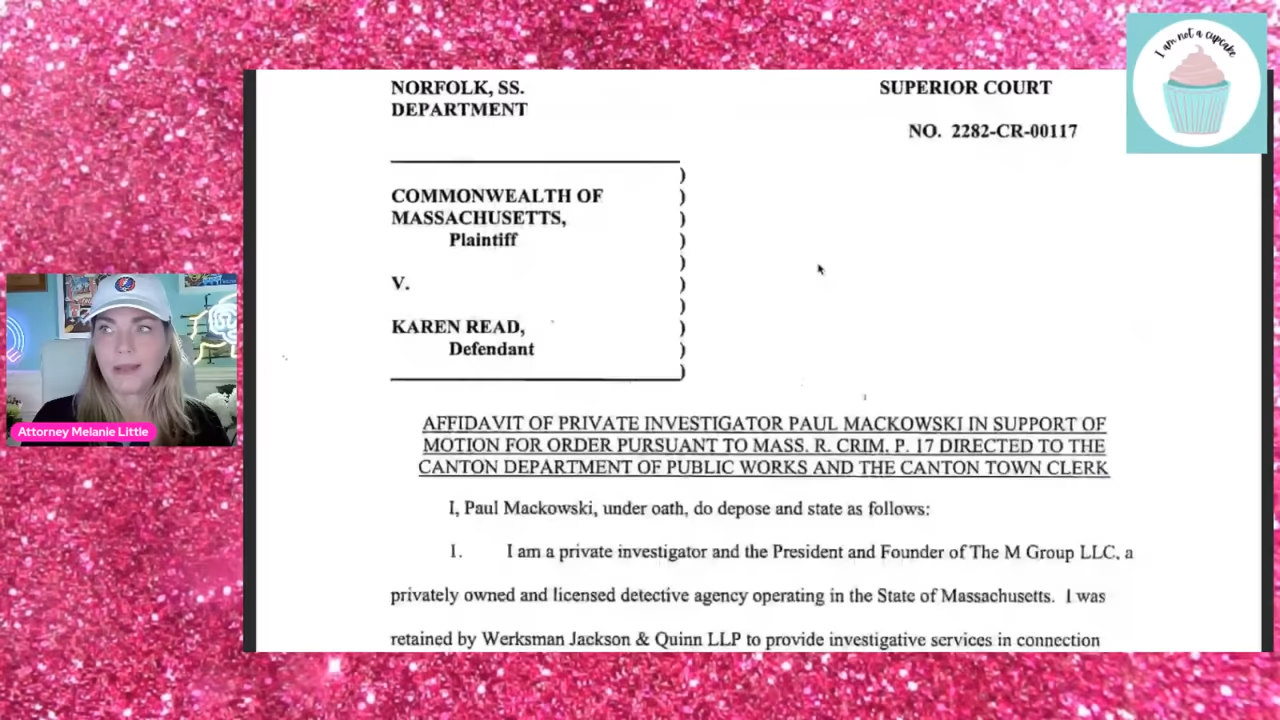 I am not a cupcake
NORFOLK, SS.
DEPARTMENT
SUPERIOR COURT
NO. 2282-CR-00117
COMMONWEALTH OF
MASSACHUSETTS,
Plaintiff
V.
KAREN READ,
Defendant
)
)
)
)
)
)
)
)
)
)
AFFIDAVIT OF PRIVATE INVESTIGATOR PAUL MACKOWSKI IN SUPPORT OF
MOTION FOR ORDER PURSUANT TO MASS. R. CRIM. P. 17 DIRECTED TO THE
CANTON DEPARTMENT OF PUBLIC WORKS AND THE CANTON TOWN CLERK
I, Paul Mackowski, under oath, do depose and state as follows:
1. I am a private investigator and the President and Founder of The M Group LLC, a
privately owned and licensed detective agency operating in the State of Massachusetts. I was
retained by Werksman Jackson & Quinn LLP to provide investigative services in connection
Attorney Melanie Little